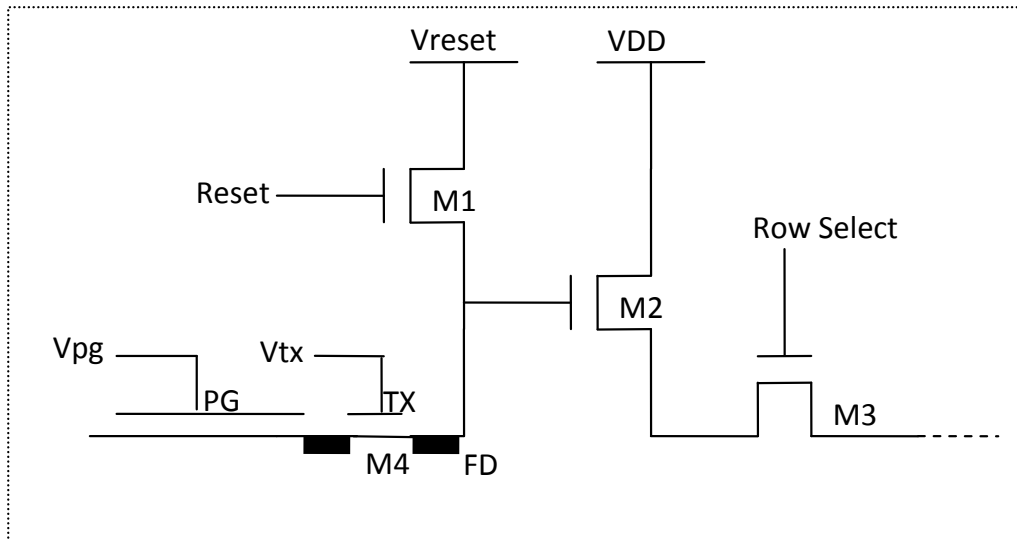 Vreset
VDD
Reset
M1
Row Select
M2
Vpg
Vtx
PG
TX
M3
M4
FD